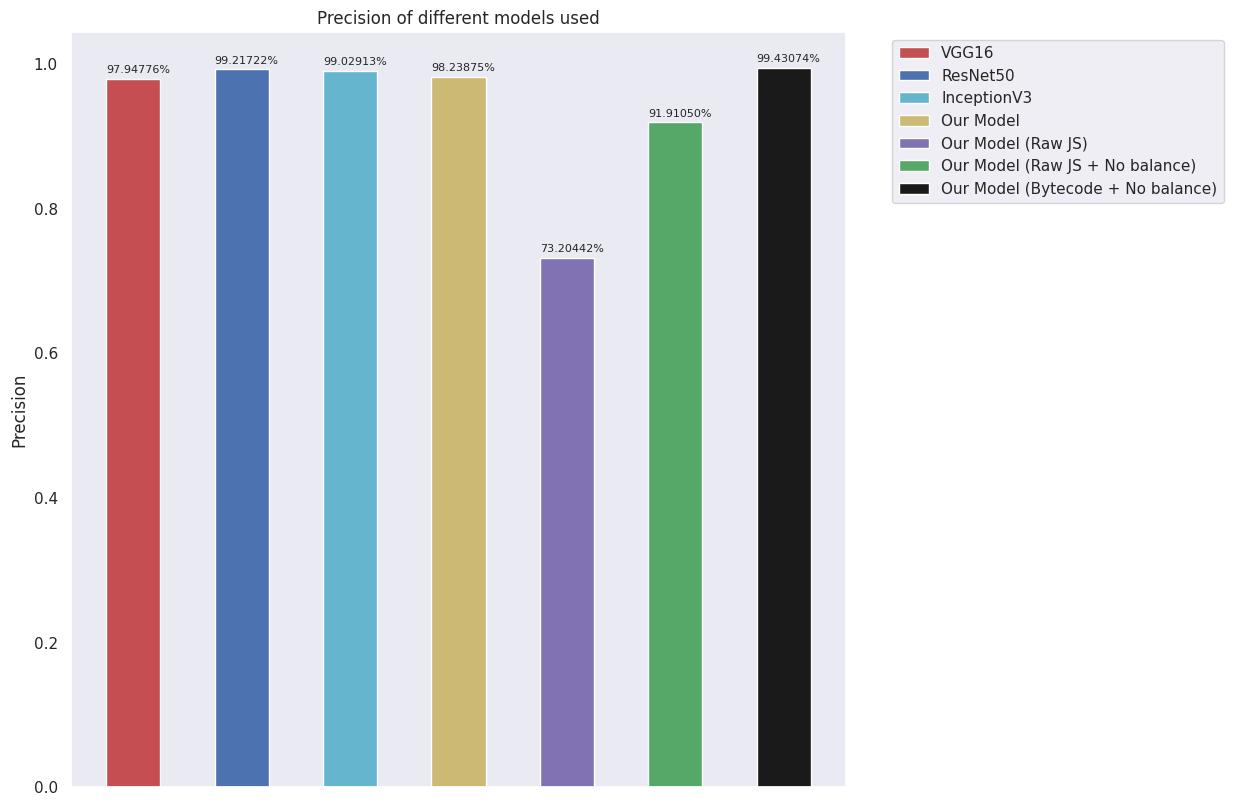 Precision of different models used
1.0
0.8
0.6
0.4
0.2
0.0
Precision
97.94776%
99.21722%
99.02913%
98.23875%
73.20442%
91.91050%
99.43074%
VGG16
ResNet50
InceptionV3
Our Model
Our Model (Raw JS)
Our Model (Raw JS + No balance)
Our Model (Bytecode + No balance)